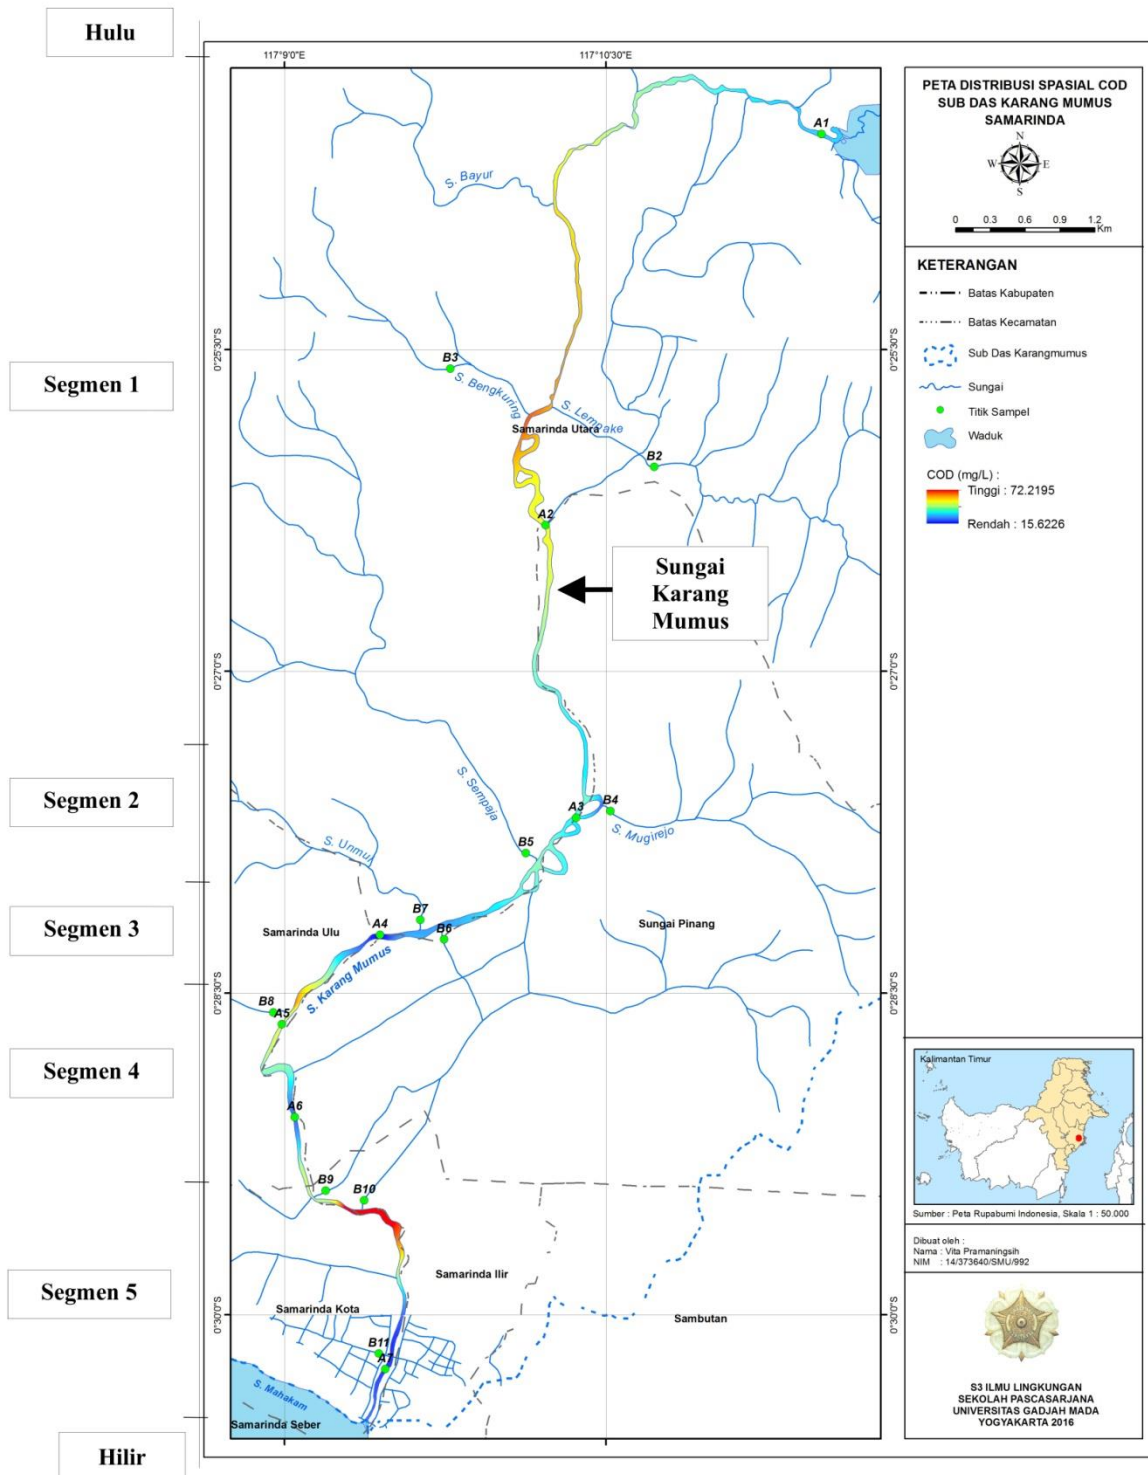 Hulu
Segmen 1
Segmen 2
Segmen 3
Segmen 4
Segmen 5
Hilir
117°9'0"E
117°10'30"E
0°25'30"S
0°27'0"S
0°28'30"S
0°30'0"S
0°25'30"S
0°27'0"S
0°28'30"S
0°30'0"S
A1
S. Bayur
B3
S. Bengkuring
S. Lempake
Samarinda Utara
B2
A2
Sungai
Karang
Mumus
S. Sempaja
A3
B4
S. Mugirejo
B5
S. Unmul
B7
A4
B6
Samarinda Ulu
Sungai Pinang
S. Karang Mumus
B8
A5
A6
B9
B10
Samarinda Ilir
Samarinda Kota
Sambutan
B11
A7
S. Mahakam
Samarinda Seber
PETA DISTRIBUSI SPASIAL COD
SUB DAS KARANG MUMUS
SAMARINDA
N
W
E
S
0 0.3 0.6 0.9 1.2
Km
KETERANGAN
Batas Kabupaten
Batas Kecamatan
Sub Das Karangmumus
Sungai
Titik Sampel
Waduk
COD (mg/L) :
Tinggi : 72.2195
Rendah : 15.6226
Kalimantan Timur
Sumber : Peta Rupabumi Indonesia, Skala 1 : 50.000
Dibuat oleh :
Nama : Vita Pramaningsih
NIM : 14/373640/SMU/992
S3 ILMU LINGKUNGAN
SEKOLAH PASCASARJANA
UNIVERSITAS GADJAH MADA
YOGYAKARTA 2016